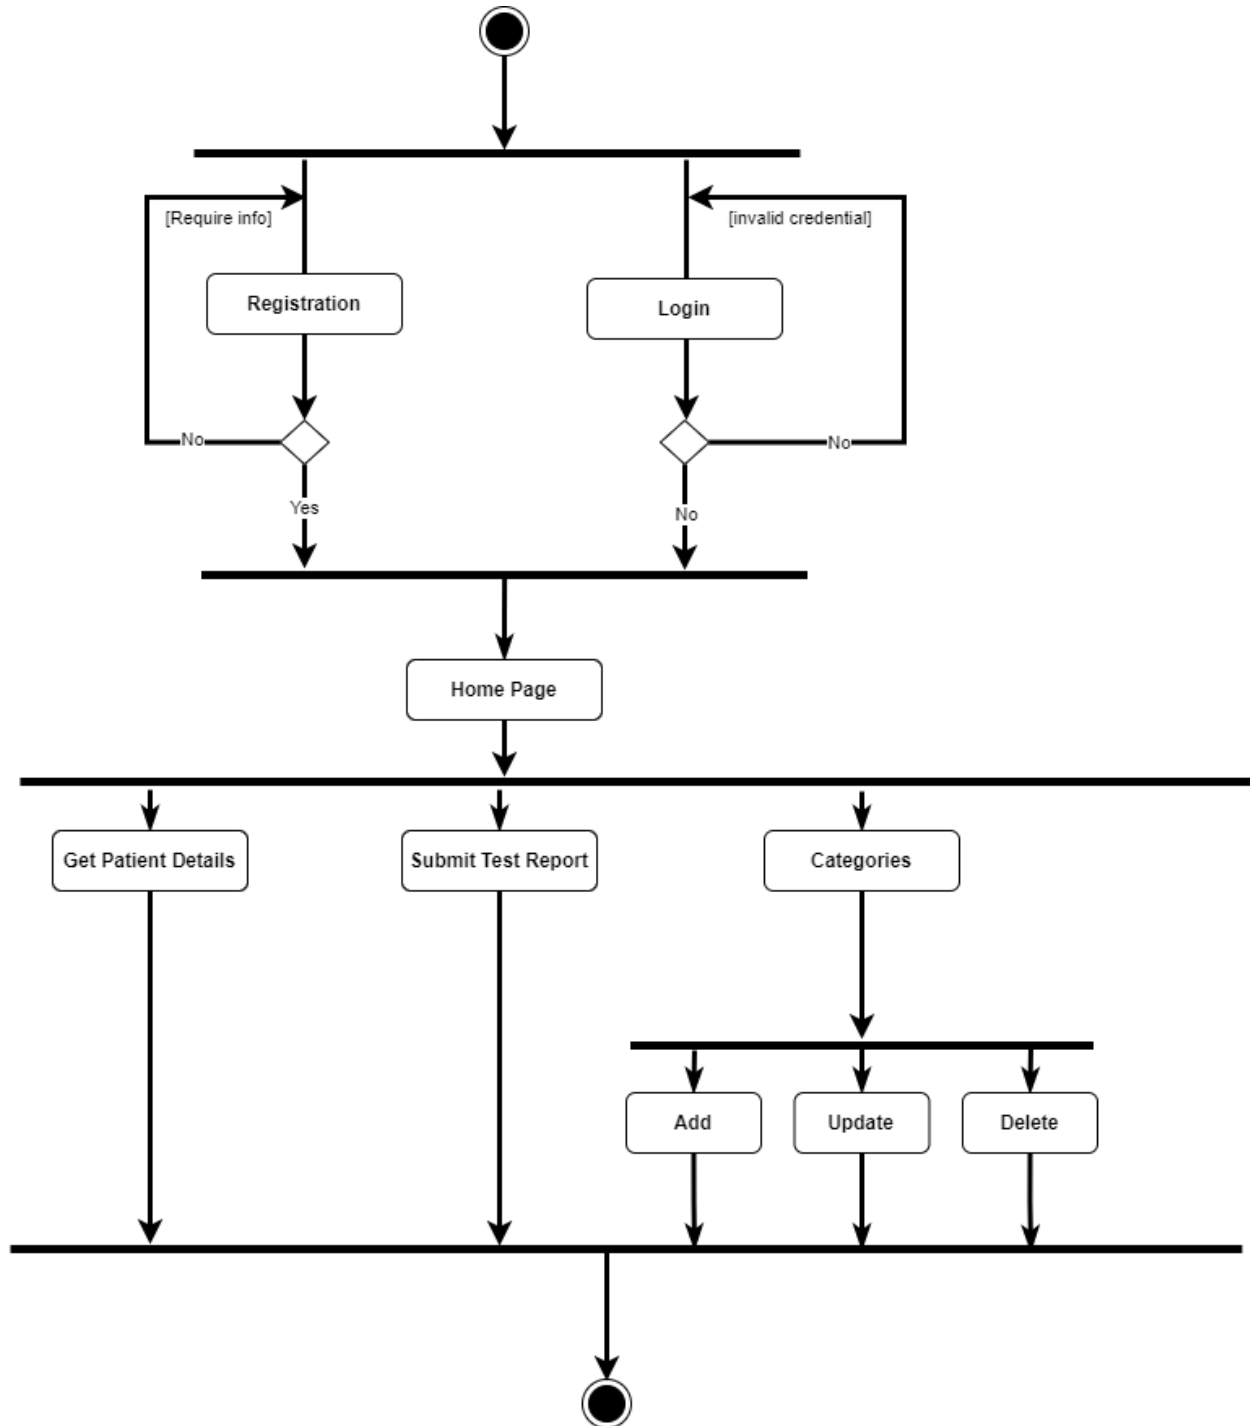 [Require info]
[invalid credential]
Registration
Login
No
No
Yes
No
Home Page
Get Patient Details
Submit Test Report
Categories
Add
Update
Delete